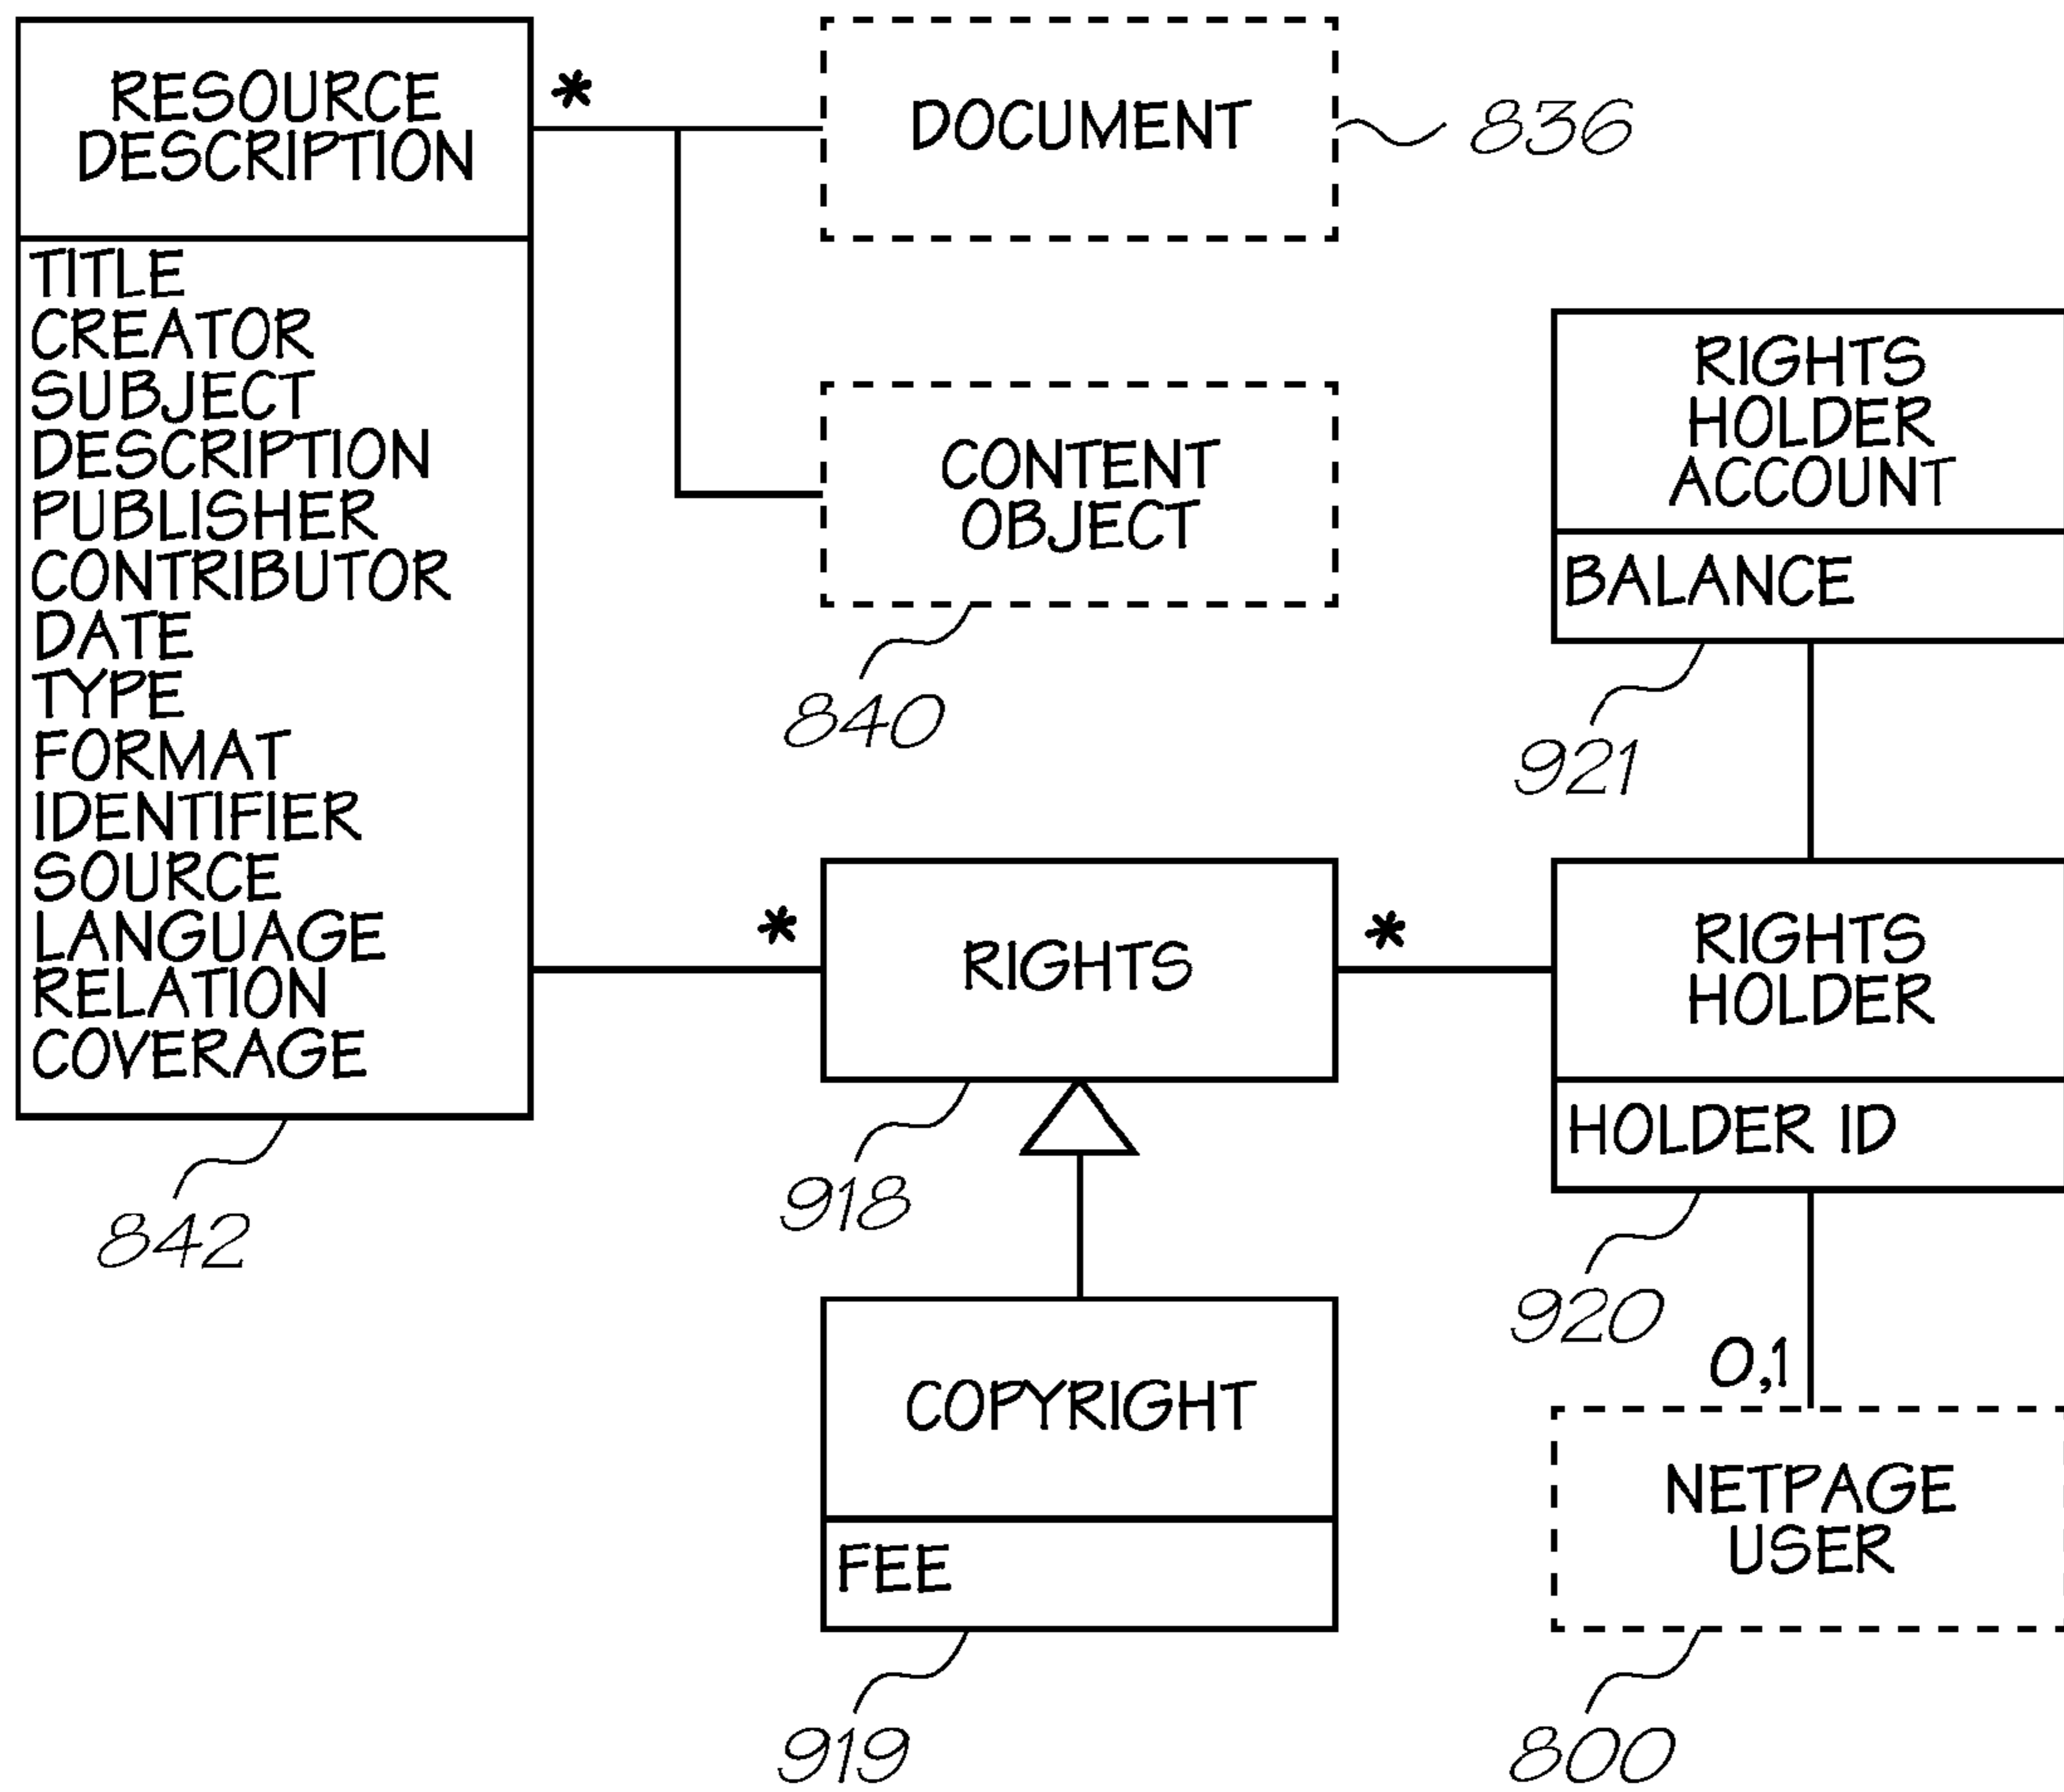 RESOURCE
DESCRIPTION
TITLE
CREATOR
SUBJECT
DESCRIPTION
PUBLISHER
CONTRIBUTOR
DATE
TYPE
FORMAT
IDENTIFIER
SOURCE
LANGUAGE
RELATION
COVERAGE
842
*
DOCUMENT
836
CONTENT
OBJECT
840
RIGHTS
HOLDER
ACCOUNT
BALANCE
921
*
RIGHTS
918
*
RIGHTS
HOLDER
HOLDER ID
920
COPYRIGHT
FEE
919
0,1
NETPAGE
USER
800